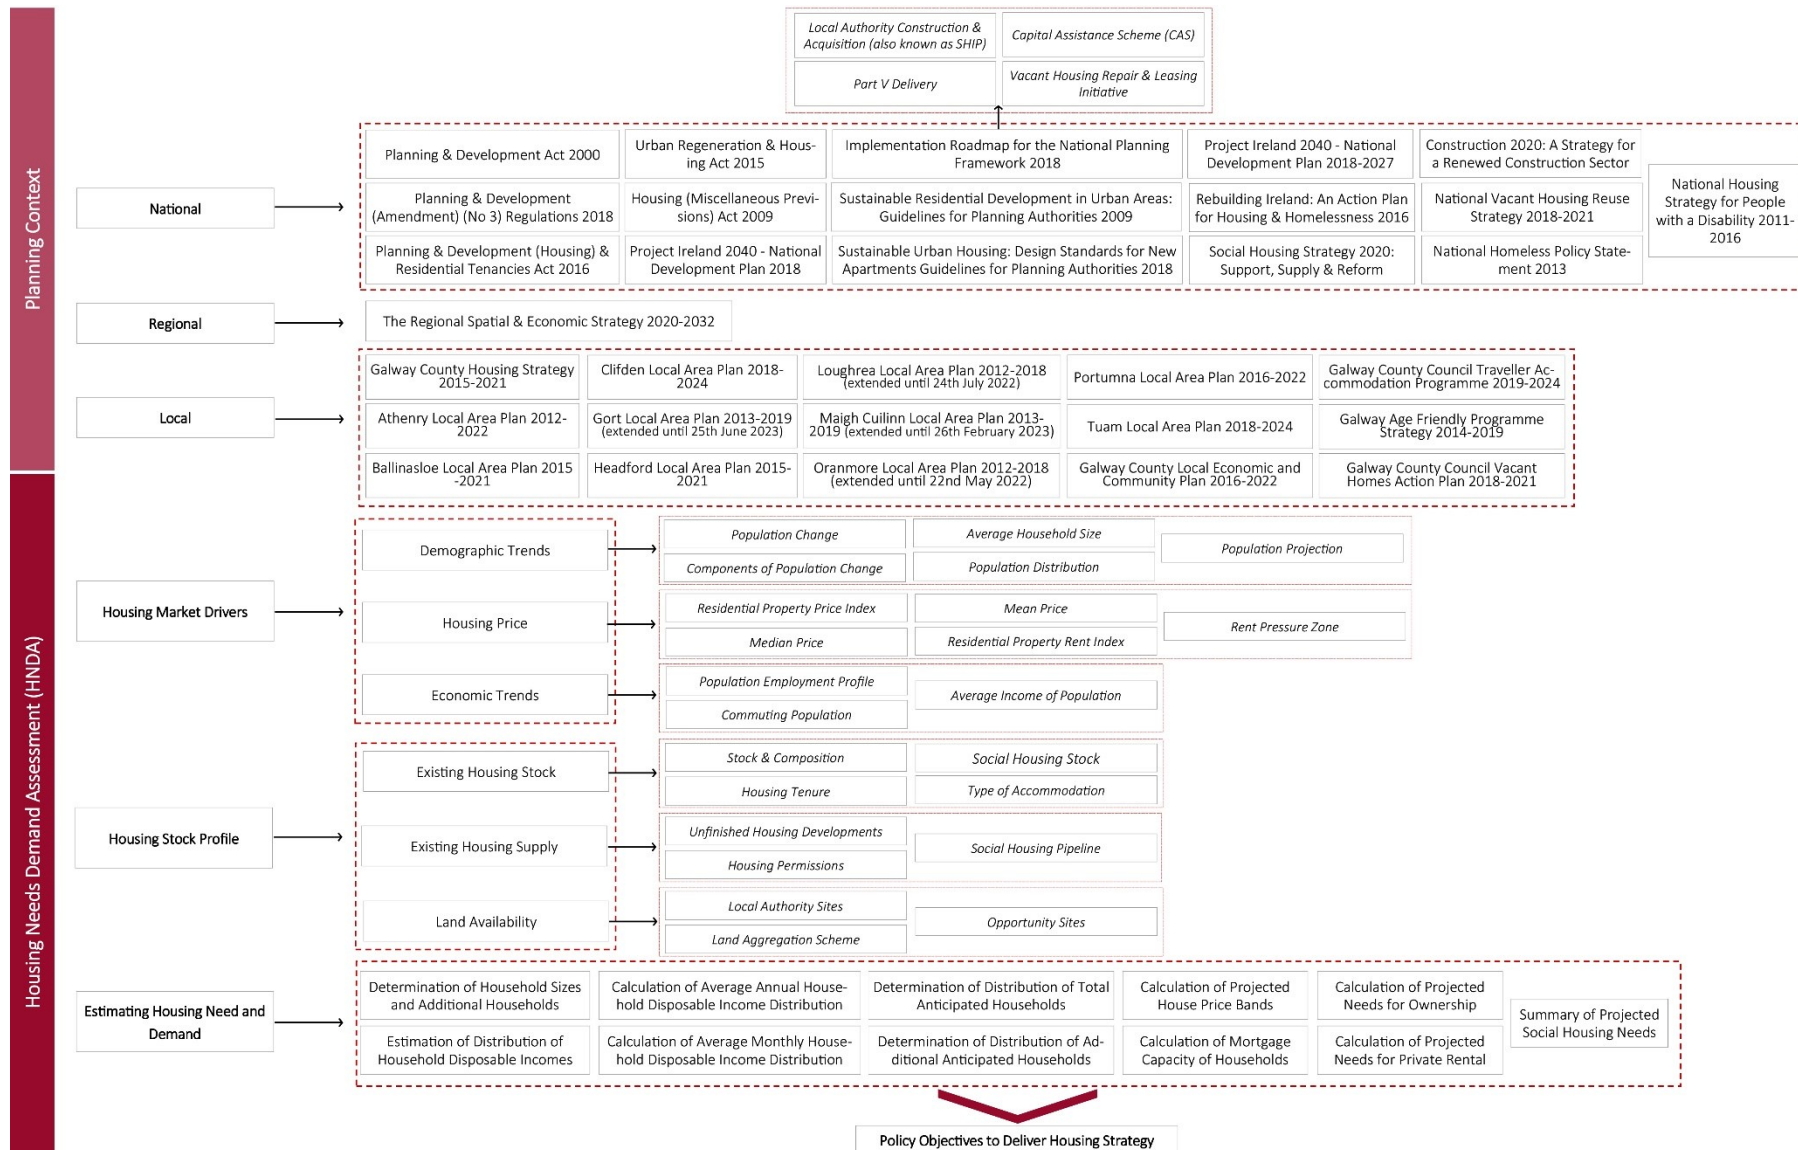 Planning Context
Housing Needs Demand Assessment (HNDA)
Local Authority Construction &
Acquisition (also known as SHIP)
Capital Assistance Scheme (CAS)
Part V Delivery
Vacant Housing Repair & Leasing
Initiative
National
Planning & Development Act 2000
Urban Regeneration & Hous-
ing Act 2015
Implementation Roadmap for the National Planning
Framework 2018
Project Ireland 2040 - National
Development Plan 2018-2027
Construction 2020: A Strategy for
a Renewed Construction Sector
Planning & Development
(Amendment) (No 3) Regulations 2018
Housing (Miscellaneous Previ-
sions) Act 2009
Sustainable Residential Development in Urban Areas:
Guidelines for Planning Authorities 2009
Rebuilding Ireland: An Action Plan
for Housing & Homelessness 2016
National Vacant Housing Reuse
Strategy 2018-2021
National Housing
Strategy for People
with a Disability 2011-
2016
Planning & Development (Housing) &
Residential Tenancies Act 2016
Project Ireland 2040 - National
Development Plan 2018
Sustainable Urban Housing: Design Standards for New
Apartments Guidelines for Planning Authorities 2018
Social Housing Strategy 2020:
Support, Supply & Reform
National Homeless Policy State-
ment 2013
Regional
The Regional Spatial & Economic Strategy 2020-2032
Local
Galway County Housing Strategy
2015-2021
Clifden Local Area Plan 2018-
2024
Loughrea Local Area Plan 2012-2018
(extended until 24th July 2022)
Portumna Local Area Plan 2016-2022
Galway County Council Traveller Ac-
commodation Programme 2019-2024
Athenry Local Area Plan 2012-
2022
Gort Local Area Plan 2013-2019
(extended until 25th June 2023)
Maigh Cuilinn Local Area Plan 2013-
2019 (extended until 26th February 2023)
Tuam Local Area Plan 2018-2024
Galway Age Friendly Programme
Strategy 2014-2019
Ballinasloe Local Area Plan 2015
-2021
Headford Local Area Plan 2015-
2021
Oranmore Local Area Plan 2012-2018
(extended until 22nd May 2022)
Galway County Local Economic and
Community Plan 2016-2022
Galway County Council Vacant
Homes Action Plan 2018-2021
Housing Market Drivers
Demographic Trends
Population Change
Average Household Size
Population Projection
Components of Population Change
Population Distribution
Housing Price
Residential Property Price Index
Mean Price
Rent Pressure Zone
Median Price
Residential Property Rent Index
Economic Trends
Population Employment Profile
Average Income of Population
Commuting Population
Housing Stock Profile
Existing Housing Stock
Stock & Composition
Social Housing Stock
Housing Tenure
Type of Accommodation
Existing Housing Supply
Unfinished Housing Developments
Social Housing Pipeline
Housing Permissions
Land Availability
Local Authority Sites
Opportunity Sites
Land Aggregation Scheme
Estimating Housing Need and
Demand
Determination of Household Sizes
and Additional Households
Calculation of Average Annual House-
hold Disposable Income Distribution
Determination of Distribution of Total
Anticipated Households
Calculation of Projected
House Price Bands
Calculation of Projected
Needs for Ownership
Summary of Projected
Social Housing Needs
Estimation of Distribution of
Household Disposable Incomes
Calculation of Average Monthly House-
hold Disposable Income Distribution
Determination of Distribution of Ad-
ditional Anticipated Households
Calculation of Mortgage
Capacity of Households
Calculation of Projected
Needs for Private Rental
Policy Objectives to Deliver Housing Strategy